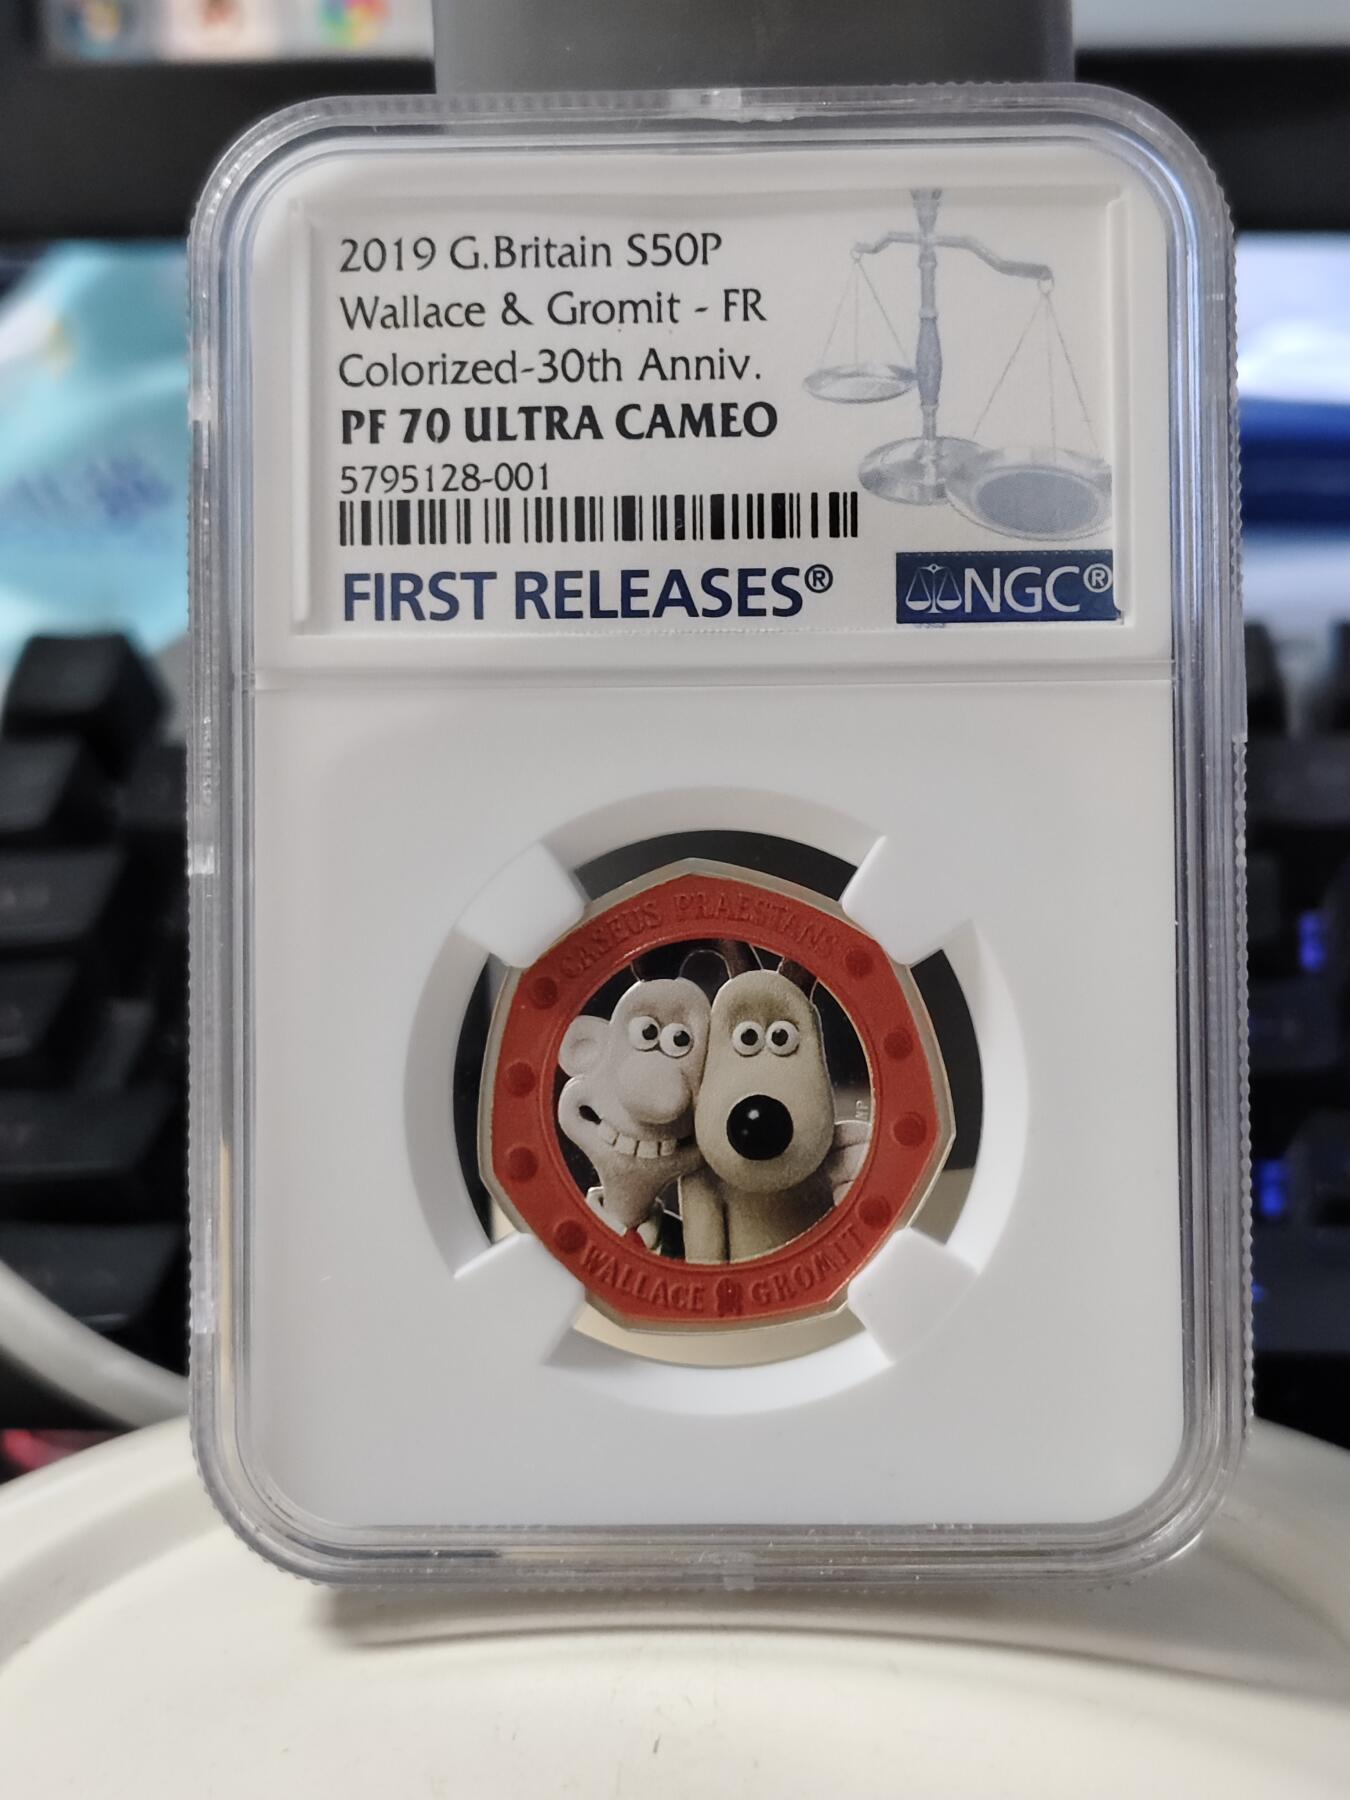 2019 G.Britain S50P
Wallace & Gromit - FR
Colorized-30th Anniv.
PF 70 ULTRA CAMEO
5795128-001
FIRST RELEASES®
NGC®
CASEUS PRAESTANS
NP
WALLACE GROMIT